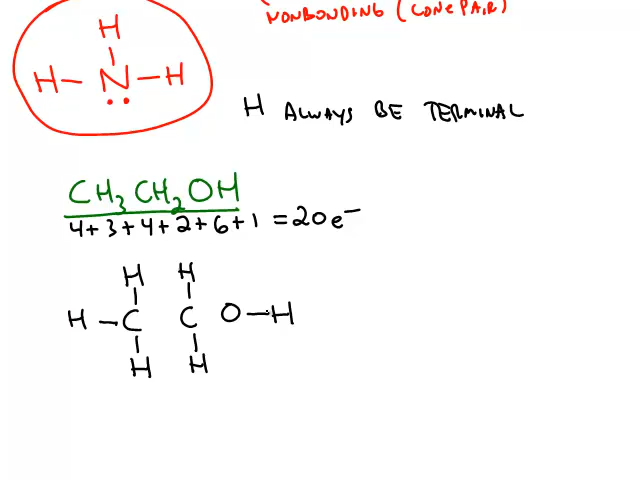 NONBONDING (LONE PAIR)
H
H – N – H
H ALWAYS BE TERMINAL
CH₃CH₂OH
4+3+4+2+6+1 = 20e⁻
H H
H – C C O – H
H H